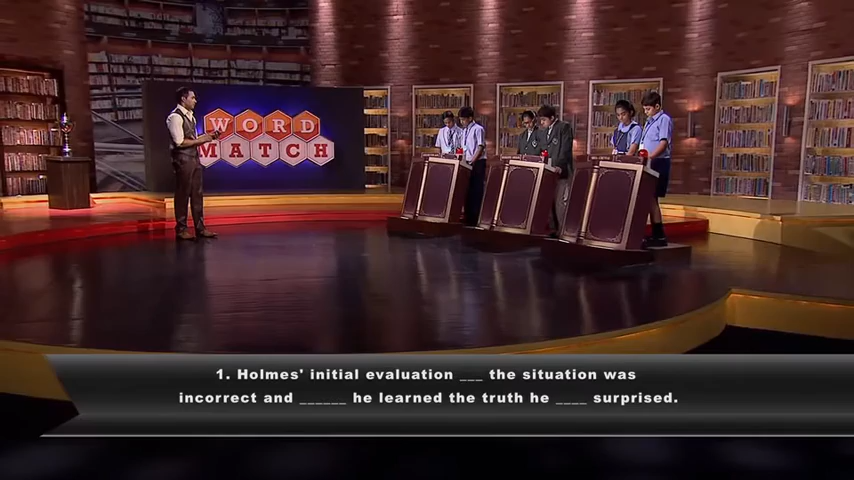 WORD
MATCH
1. Holmes' initial evaluation ___ the situation was
incorrect and ______ he learned the truth he ____ surprised.